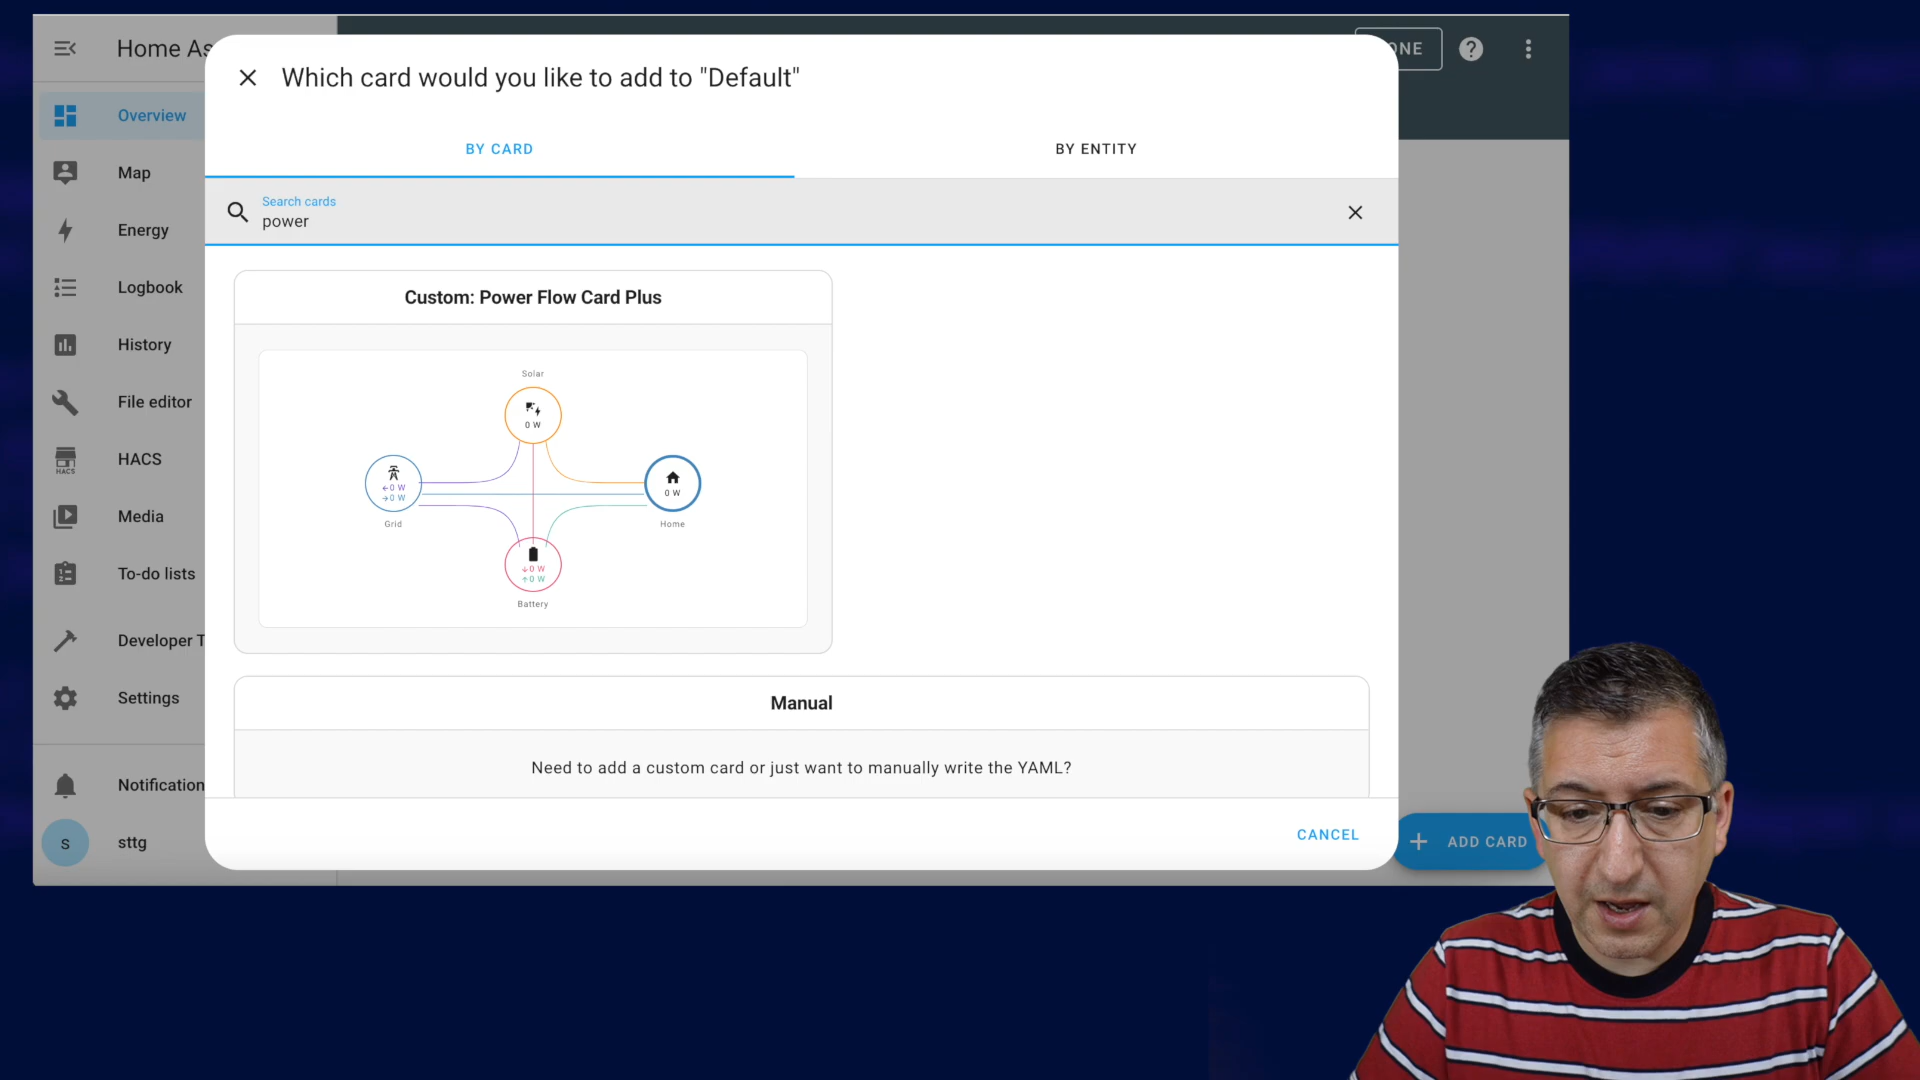 Home As
ONE
Which card would you like to add to "Default"
Overview
BY CARD
BY ENTITY
Map
Search cards
power
Energy
Logbook
Custom: Power Flow Card Plus
History
Solar
0 W
File editor
HACS
HACS
←0 W
→0 W
0 W
Grid
Home
Media
↓0 W
↑0 W
Battery
To-do lists
Developer T
Settings
Manual
Need to add a custom card or just want to manually write the YAML?
Notification
CANCEL
s
sttg
+ ADD CARD